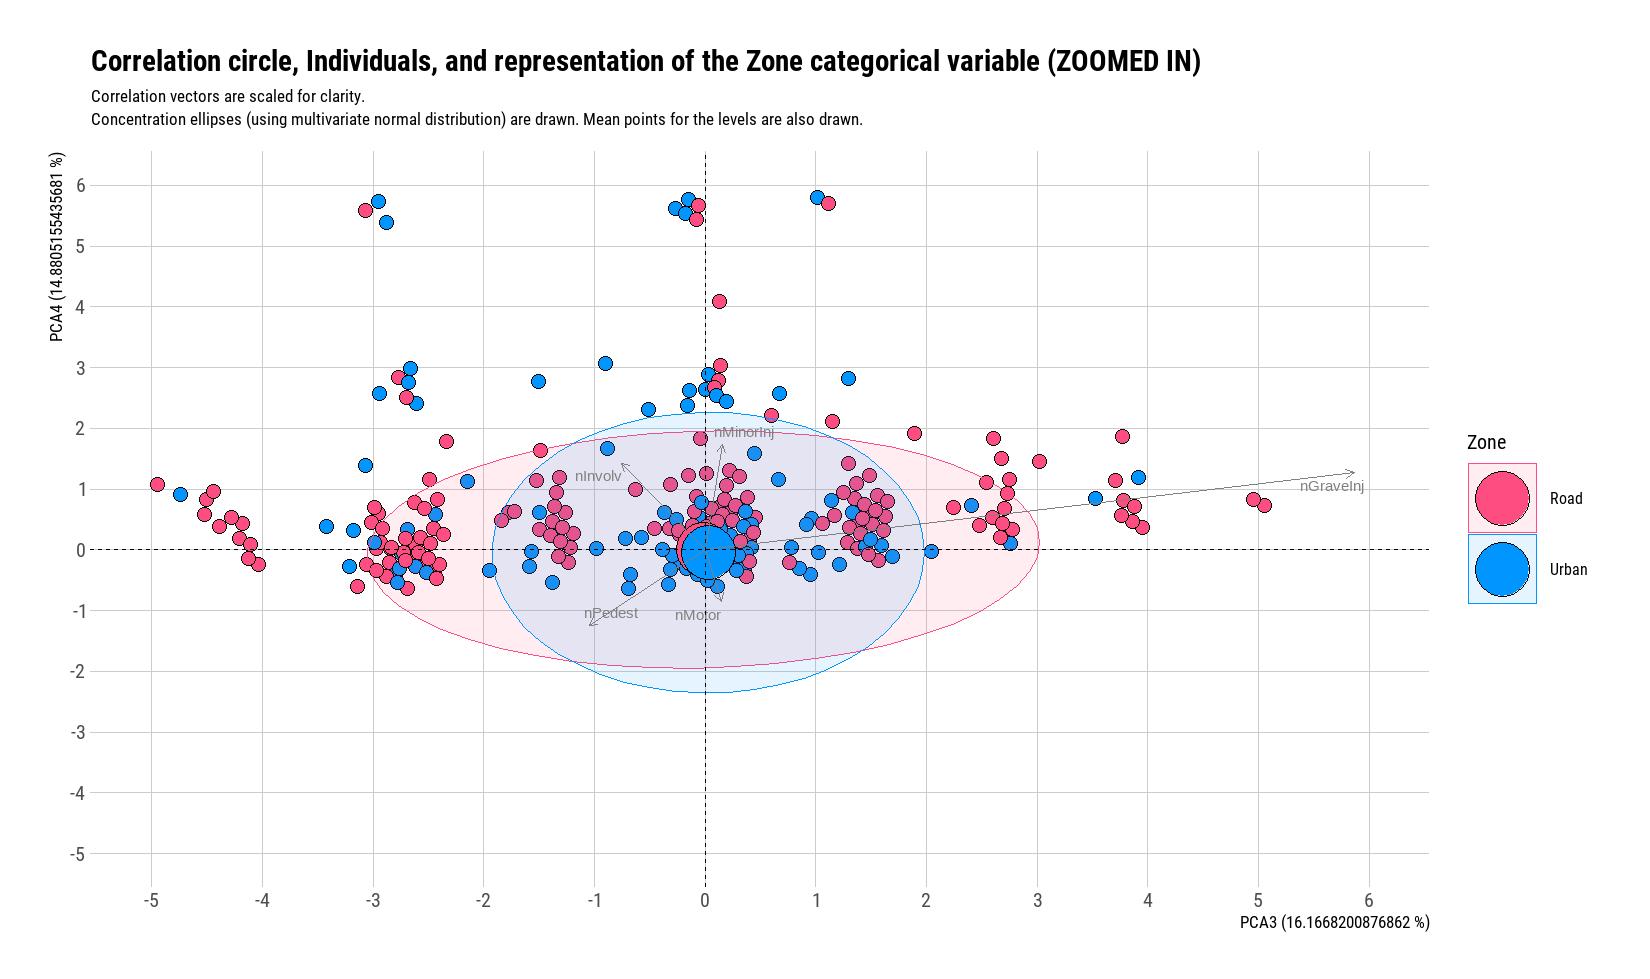 Correlation circle, Individuals, and representation of the Zone categorical variable (ZOOMED IN)
Correlation vectors are scaled for clarity.
Concentration ellipses (using multivariate normal distribution) are drawn. Mean points for the levels are also drawn.
PCA4 (14.8805155435681 %)
6
5
4
3
2
1
0
-1
-2
-3
-4
-5
nMinorInj
nInvolv
nGraveInj
nPedest
nMotor
Zone
Road
Urban
-5 -4 -3 -2 -1 0 1 2 3 4 5 6
PCA3 (16.1668200876862 %)